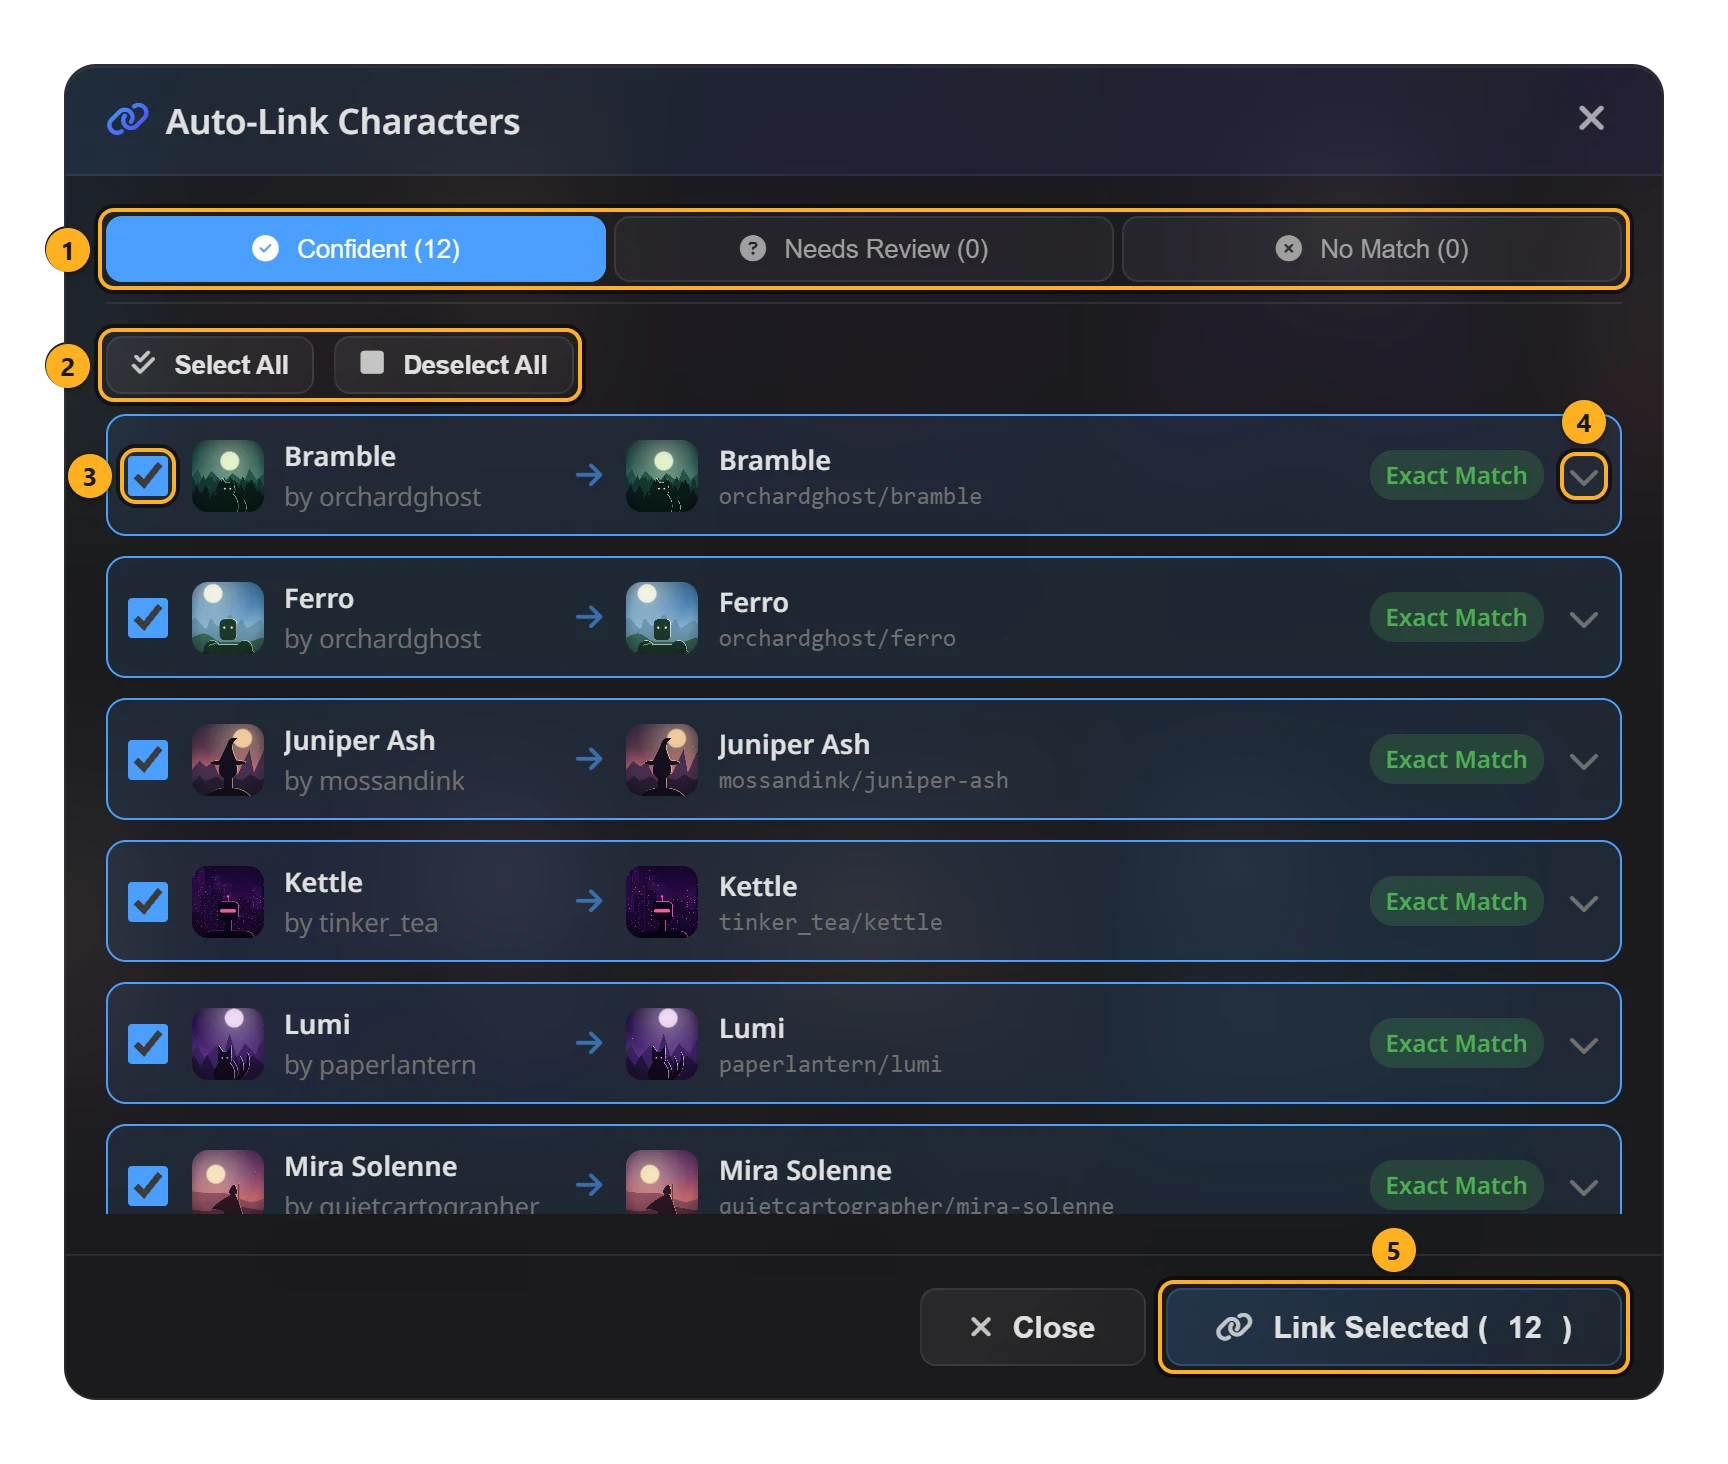 Auto-Link Characters
1
Confident (12)
Needs Review (0)
No Match (0)
2
Select All
Deselect All
3
Bramble
by orchardghost
Bramble
orchardghost/bramble
Exact Match
4
Ferro
by orchardghost
Ferro
orchardghost/ferro
Exact Match
Juniper Ash
by mossandink
Juniper Ash
mossandink/juniper-ash
Exact Match
Kettle
by tinker_tea
Kettle
tinker_tea/kettle
Exact Match
Lumi
by paperlantern
Lumi
paperlantern/lumi
Exact Match
Mira Solenne
by quietcartographer
Mira Solenne
quietcartographer/mira-solenne
Exact Match
Close
5
Link Selected ( 12 )